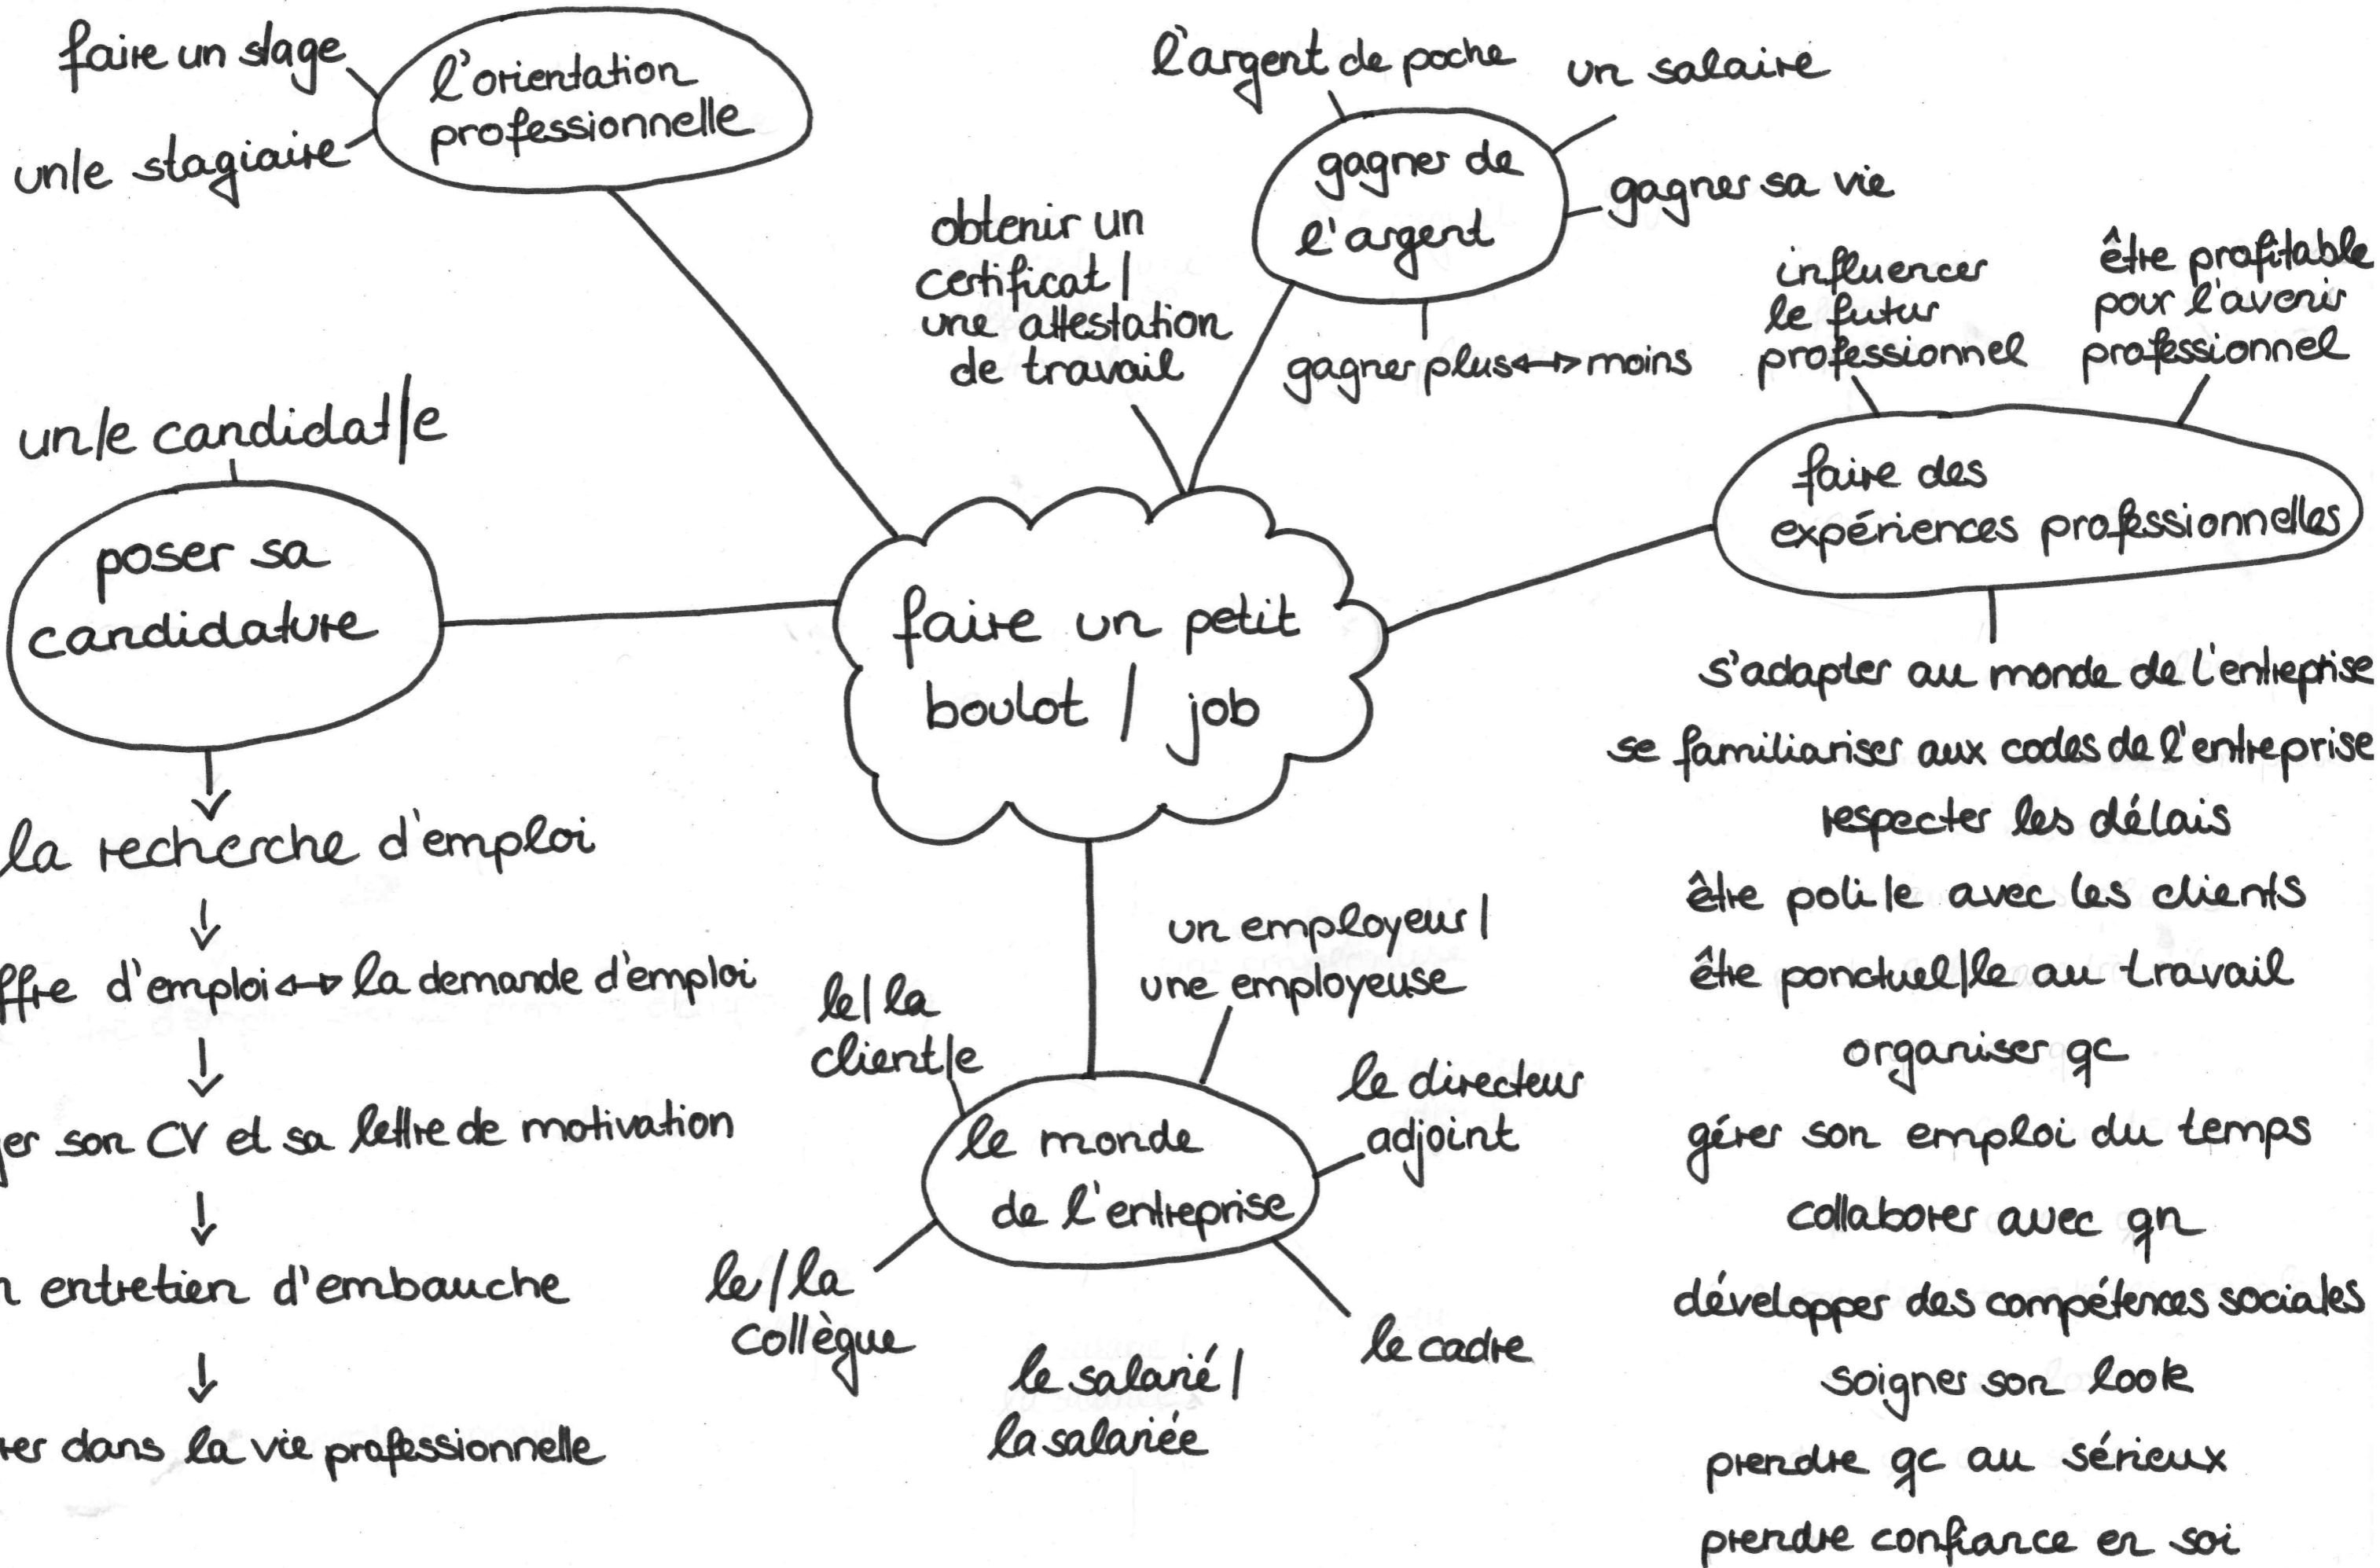 faire un stage
un/e stagiaire
l'orientation
professionnelle
l'argent de poche
un salaire
gagner de
l'argent
gagner sa vie
gagner plus ↔ moins
obtenir un
certificat /
une attestation
de travail
influencer
le futur
professionnel
être profitable
pour l'avenir
professionnel
faire des
expériences professionnelles
un/e candidat/e
poser sa
candidature
faire un petit
boulot / job
la recherche d'emploi
ffre d'emploi ↔ la demande d'emploi
ger son CV et sa lettre de motivation
n entretien d'embauche
rer dans la vie professionnelle
le/la
client/e
un employeur /
une employeuse
le directeur
adjoint
le monde
de l'entreprise
le/la
collègue
le salarié /
la salariée
le cadre
s'adapter au monde de l'entreprise
se familiariser aux codes de l'entreprise
respecter les délais
être poli/e avec les clients
être ponctuel/le au travail
organiser qc
gérer son emploi du temps
collaborer avec qn
développer des compétences sociales
soigner son look
prendre qc au sérieux
prendre confiance en soi